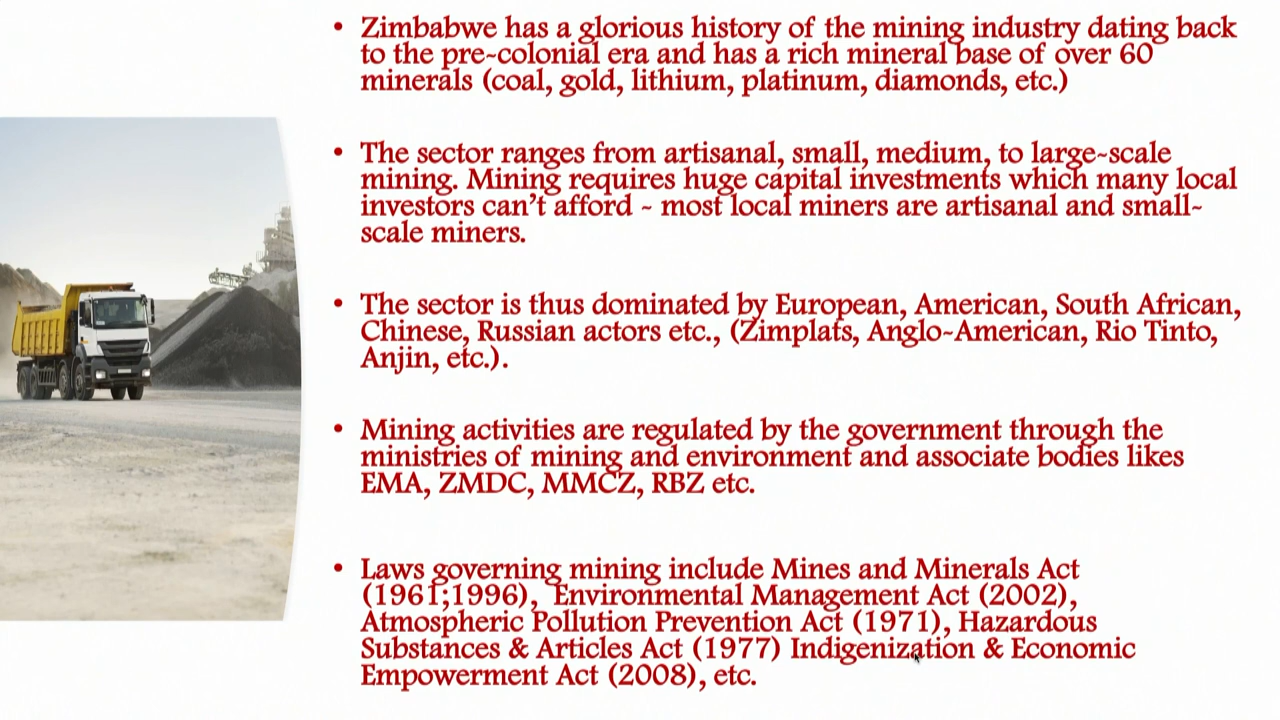 • Zimbabwe has a glorious history of the mining industry dating back
to the pre-colonial era and has a rich mineral base of over 60
minerals (coal, gold, lithium, platinum, diamonds, etc.)
• The sector ranges from artisanal, small, medium, to large-scale
mining. Mining requires huge capital investments which many local
investors can't afford - most local miners are artisanal and small-
scale miners.
• The sector is thus dominated by European, American, South African,
Chinese, Russian actors etc., (Zimplats, Anglo-American, Rio Tinto,
Anjin, etc.).
• Mining activities are regulated by the government through the
ministries of mining and environment and associate bodies likes
EMA, ZMDC, MMCZ, RBZ etc.
• Laws governing mining include Mines and Minerals Act
(1961;1996), Environmental Management Act (2002),
Atmospheric Pollution Prevention Act (1971), Hazardous
Substances & Articles Act (1977) Indigenization & Economic
Empowerment Act (2008), etc.